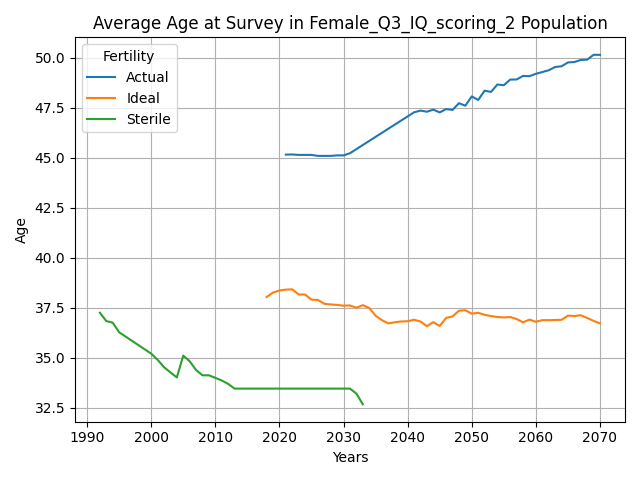 Average Age at Survey in Female_Q3_IQ_scoring_2 Population
Fertility
Actual
Ideal
Sterile
Age
50.0
47.5
45.0
42.5
40.0
37.5
35.0
32.5
1990 2000 2010 2020 2030 2040 2050 2060 2070
Years